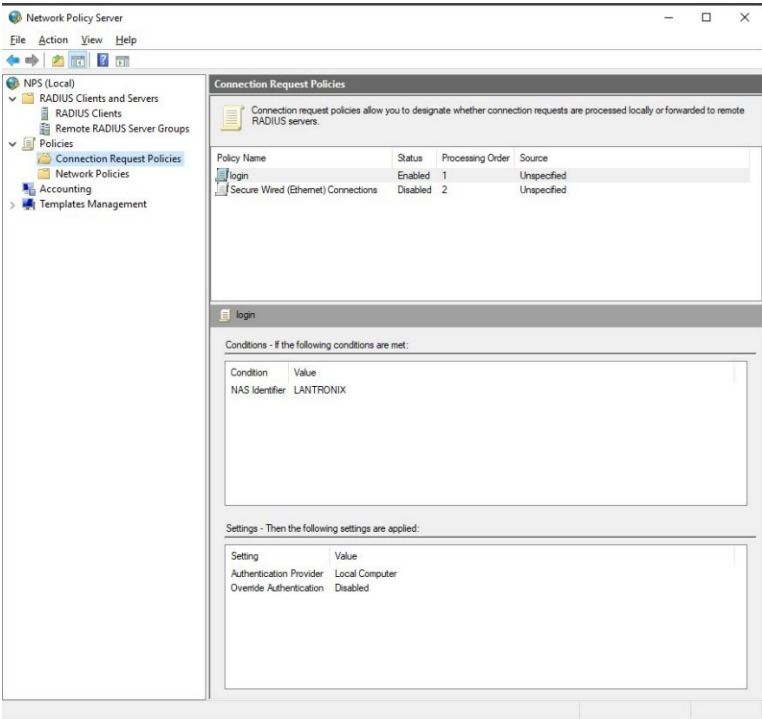 Network Policy Server
File Action View Help
NPS (Local)
RADIUS Clients and Servers
RADIUS Clients
Remote RADIUS Server Groups
Policies
Connection Request Policies
Network Policies
Accounting
Templates Management
Connection Request Policies
Connection request policies allow you to designate whether connection requests are processed locally or forwarded to remote
RADIUS servers.
Policy Name Status Processing Order Source
login Enabled 1 Unspecified
Secure Wired (Ethernet) Connections Disabled 2 Unspecified
login
Conditions - If the following conditions are met:
Condition Value
NAS Identifier LANTRONIX
Settings - Then the following settings are applied:
Setting Value
Authentication Provider Local Computer
Override Authentication Disabled